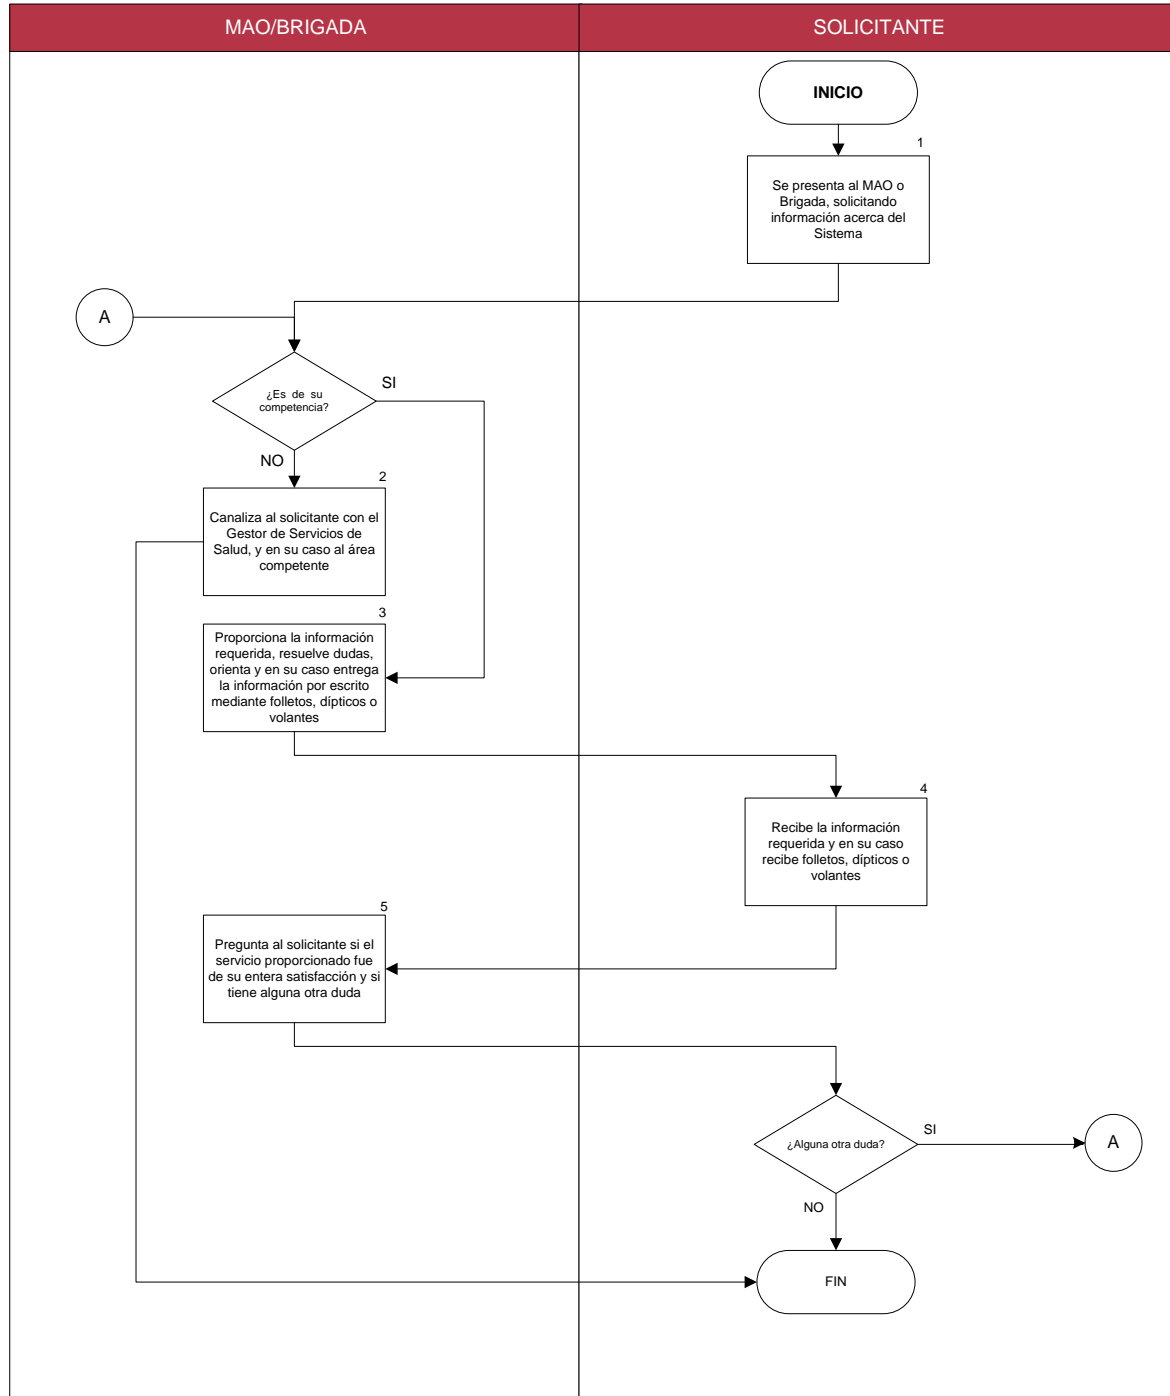 MAO/BRIGADA
SOLICITANTE
INICIO
1
Se presenta al MAO o
Brigada, solicitando
información acerca del
Sistema
A
¿Es de su
competencia?
SI
NO
2
Canaliza al solicitante con el
Gestor de Servicios de
Salud, y en su caso al área
competente
3
Proporciona la información
requerida, resuelve dudas,
orienta y en su caso entrega
la información por escrito
mediante folletos, dípticos o
volantes
4
Recibe la información
requerida y en su caso
recibe folletos, dípticos o
volantes
5
Pregunta al solicitante si el
servicio proporcionado fue
de su entera satisfacción y si
tiene alguna otra duda
¿Alguna otra duda?
SI
A
NO
FIN